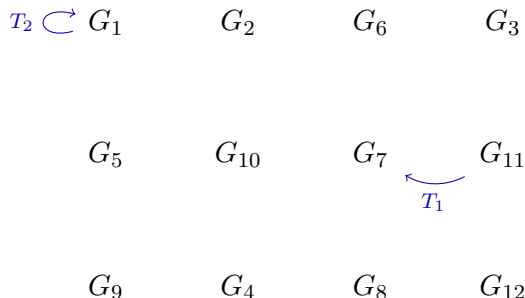 T₂ G₁ G₂ G₆ G₃
G₅ G₁₀ G₇ G₁₁
T₁
G₉ G₄ G₈ G₁₂